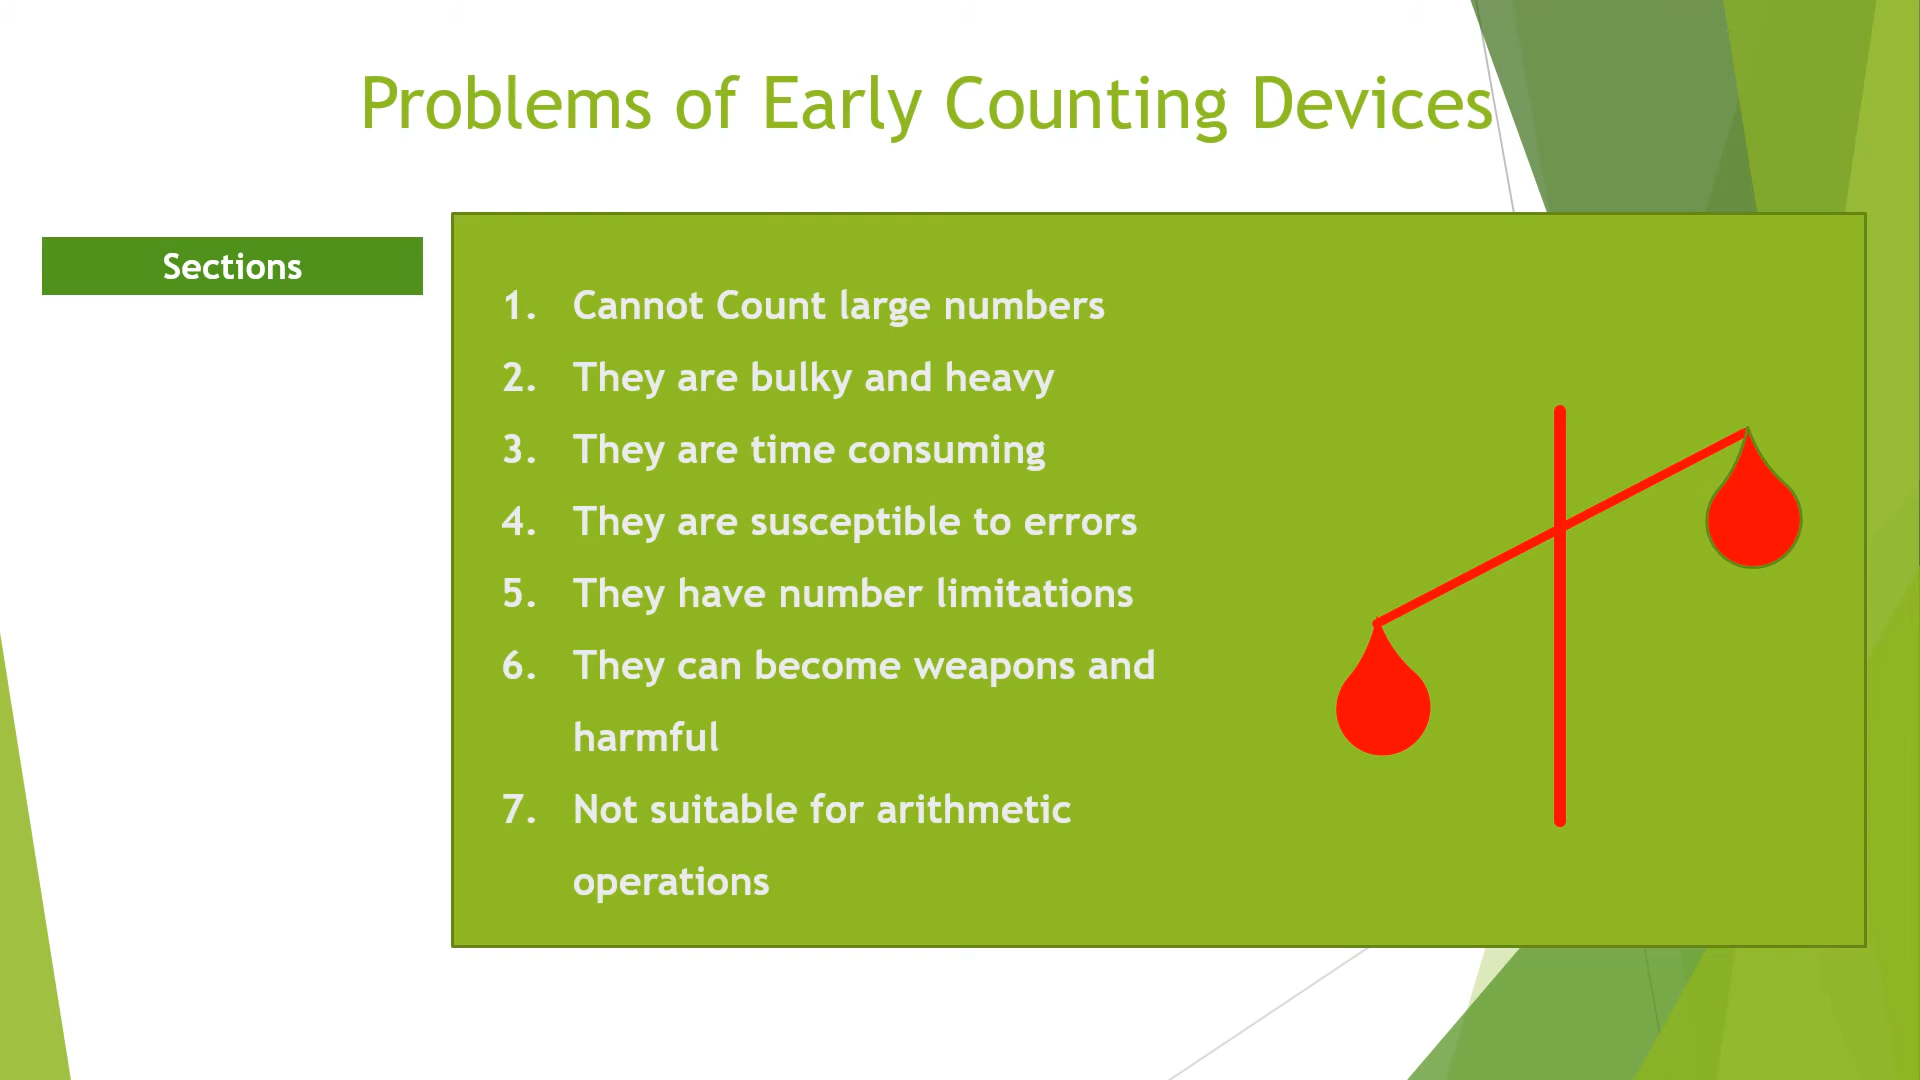 Problems of Early Counting Devices
Sections
1. Cannot Count large numbers
2. They are bulky and heavy
3. They are time consuming
4. They are susceptible to errors
5. They have number limitations
6. They can become weapons and
harmful
7. Not suitable for arithmetic
operations